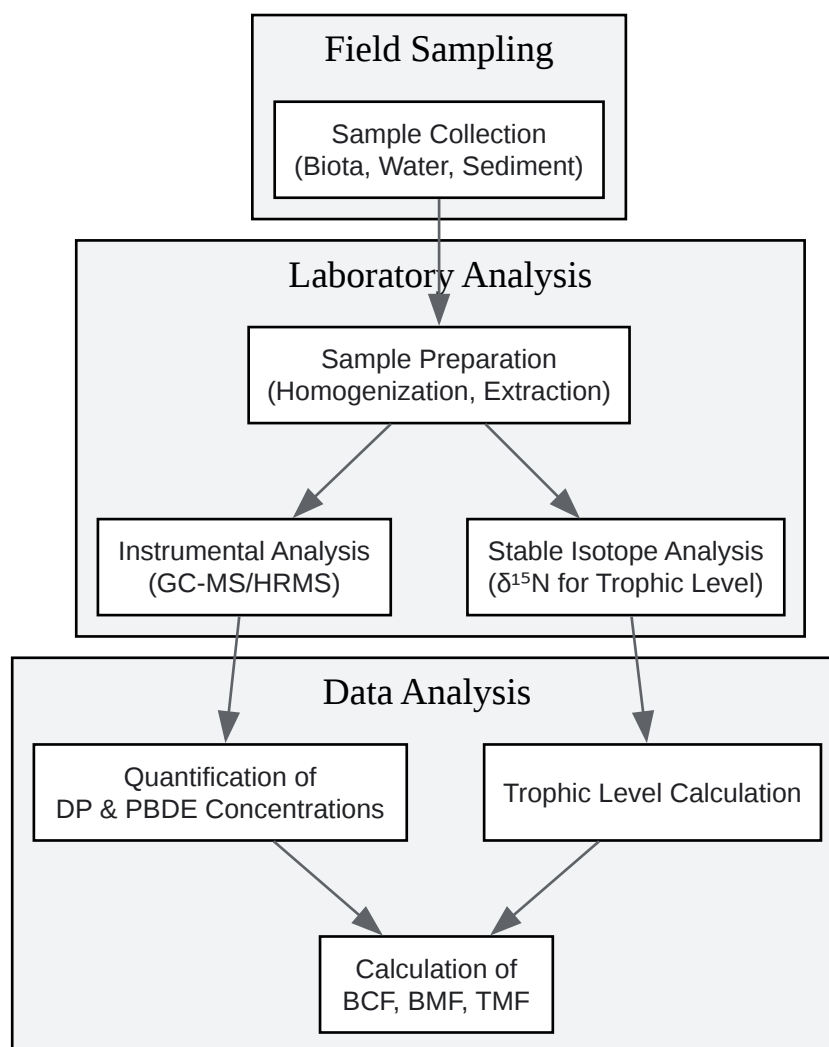 Field Sampling
Sample Collection
(Biota, Water, Sediment)
Laboratory Analysis
Sample Preparation
(Homogenization, Extraction)
Instrumental Analysis
(GC-MS/HRMS)
Stable Isotope Analysis
(δ¹⁵N for Trophic Level)
Data Analysis
Quantification of
DP & PBDE Concentrations
Trophic Level Calculation
Calculation of
BCF, BMF, TMF